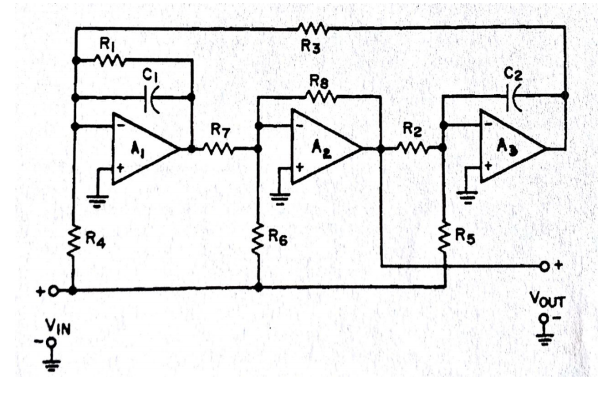 R3
R1
C1
R8
C2
R7
R2
-
-
-
A1
A2
A3
+
+
+
R4
R6
R5
+
+
VIN
VOUT
-
-